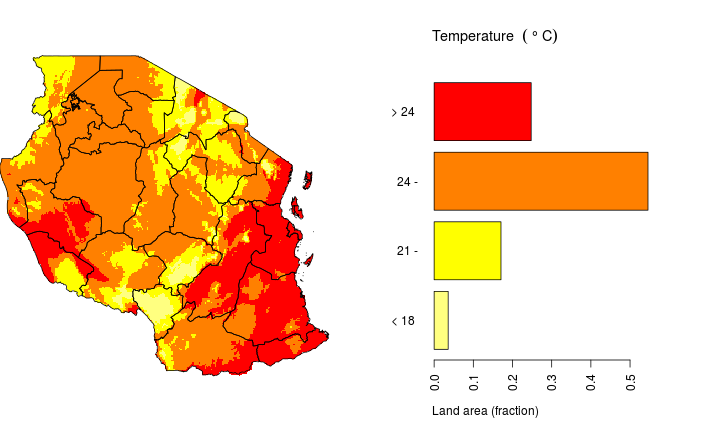 Temperature ( ° C)
> 24
24 -
21 -
< 18
0.0 0.1 0.2 0.3 0.4 0.5
Land area (fraction)